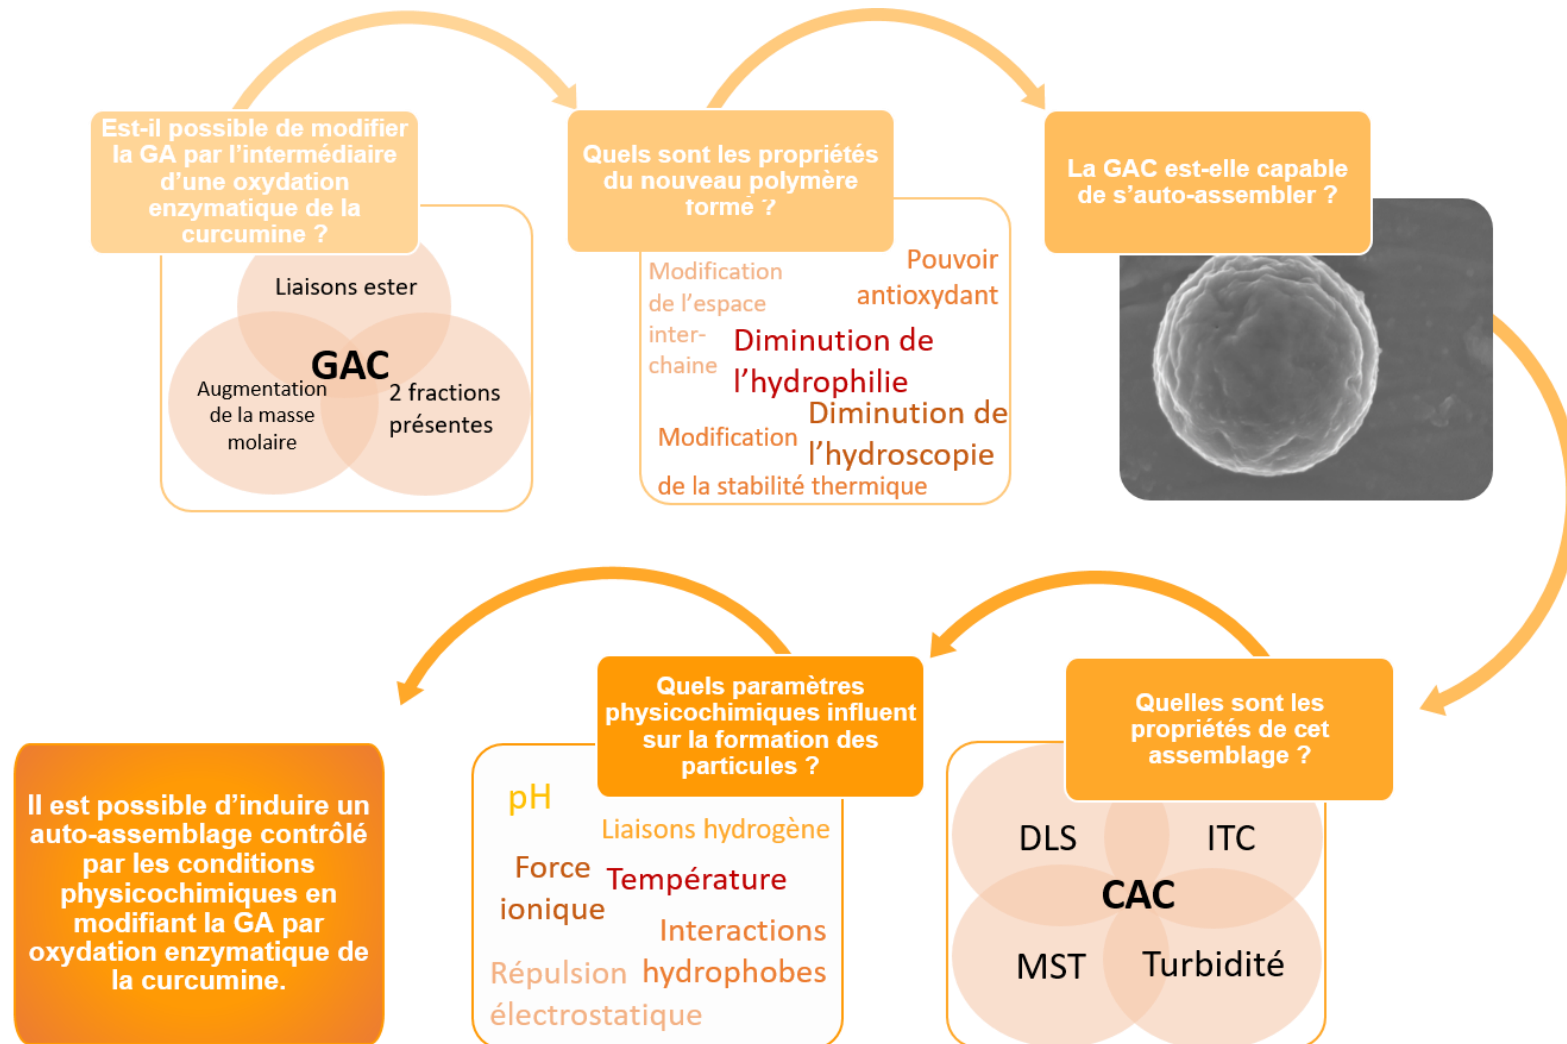 Est-il possible de modifier
la GA par l’intermédiaire
d’une oxydation
enzymatique de la
curcumine ?
Liaisons ester
GAC
Augmentation
de la masse
molaire
2 fractions
présentes
Quels sont les propriétés
du nouveau polymère
formé ?
Modification
de l’espace
inter-
chaine
Pouvoir
antioxydant
Diminution de
l’hydrophilie
Diminution de
l’hydroscopie
Modification
de la stabilité thermique
La GAC est-elle capable
de s’auto-assembler ?
Quelles sont les
propriétés de cet
assemblage ?
DLS
ITC
CAC
MST
Turbidité
Quels paramètres
physicochimiques influent
sur la formation des
particules ?
pH
Liaisons hydrogène
Force
ionique
Température
Interactions
hydrophobes
Répulsion
électrostatique
Il est possible d’induire un
auto-assemblage contrôlé
par les conditions
physicochimiques en
modifiant la GA par
oxydation enzymatique de
la curcumine.